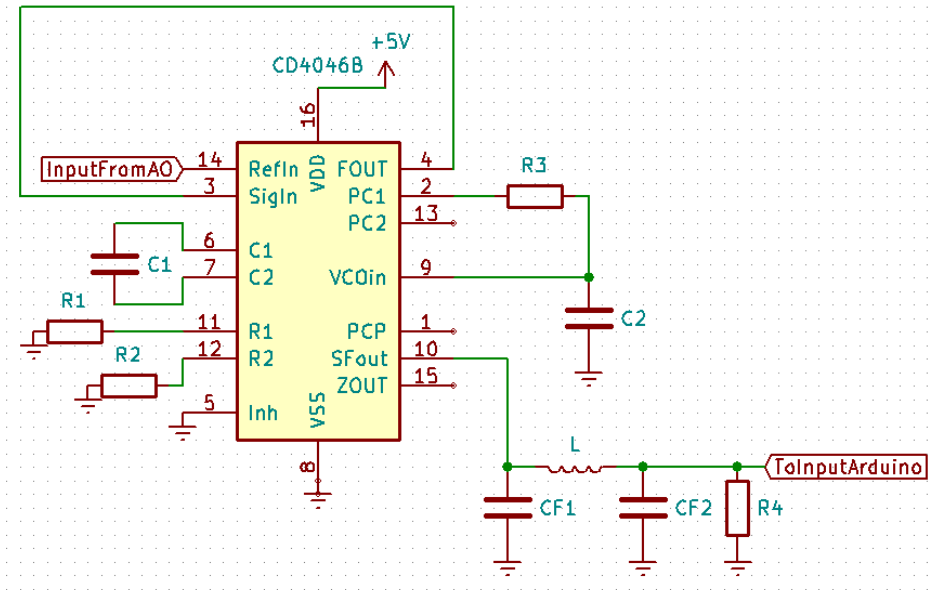 +5V
CD4046B
16
InputFromAO
14
RefIn
VDD
FOUT
4
R3
3
SigIn
PC1
2
PC2
13
6
C1
C1
7
C2
VCOin
9
R1
11
R1
PCP
1
C2
R2
12
R2
SFout
10
ZOUT
15
5
Inh
VSS
8
L
ToInputArduino
CF1
CF2
R4